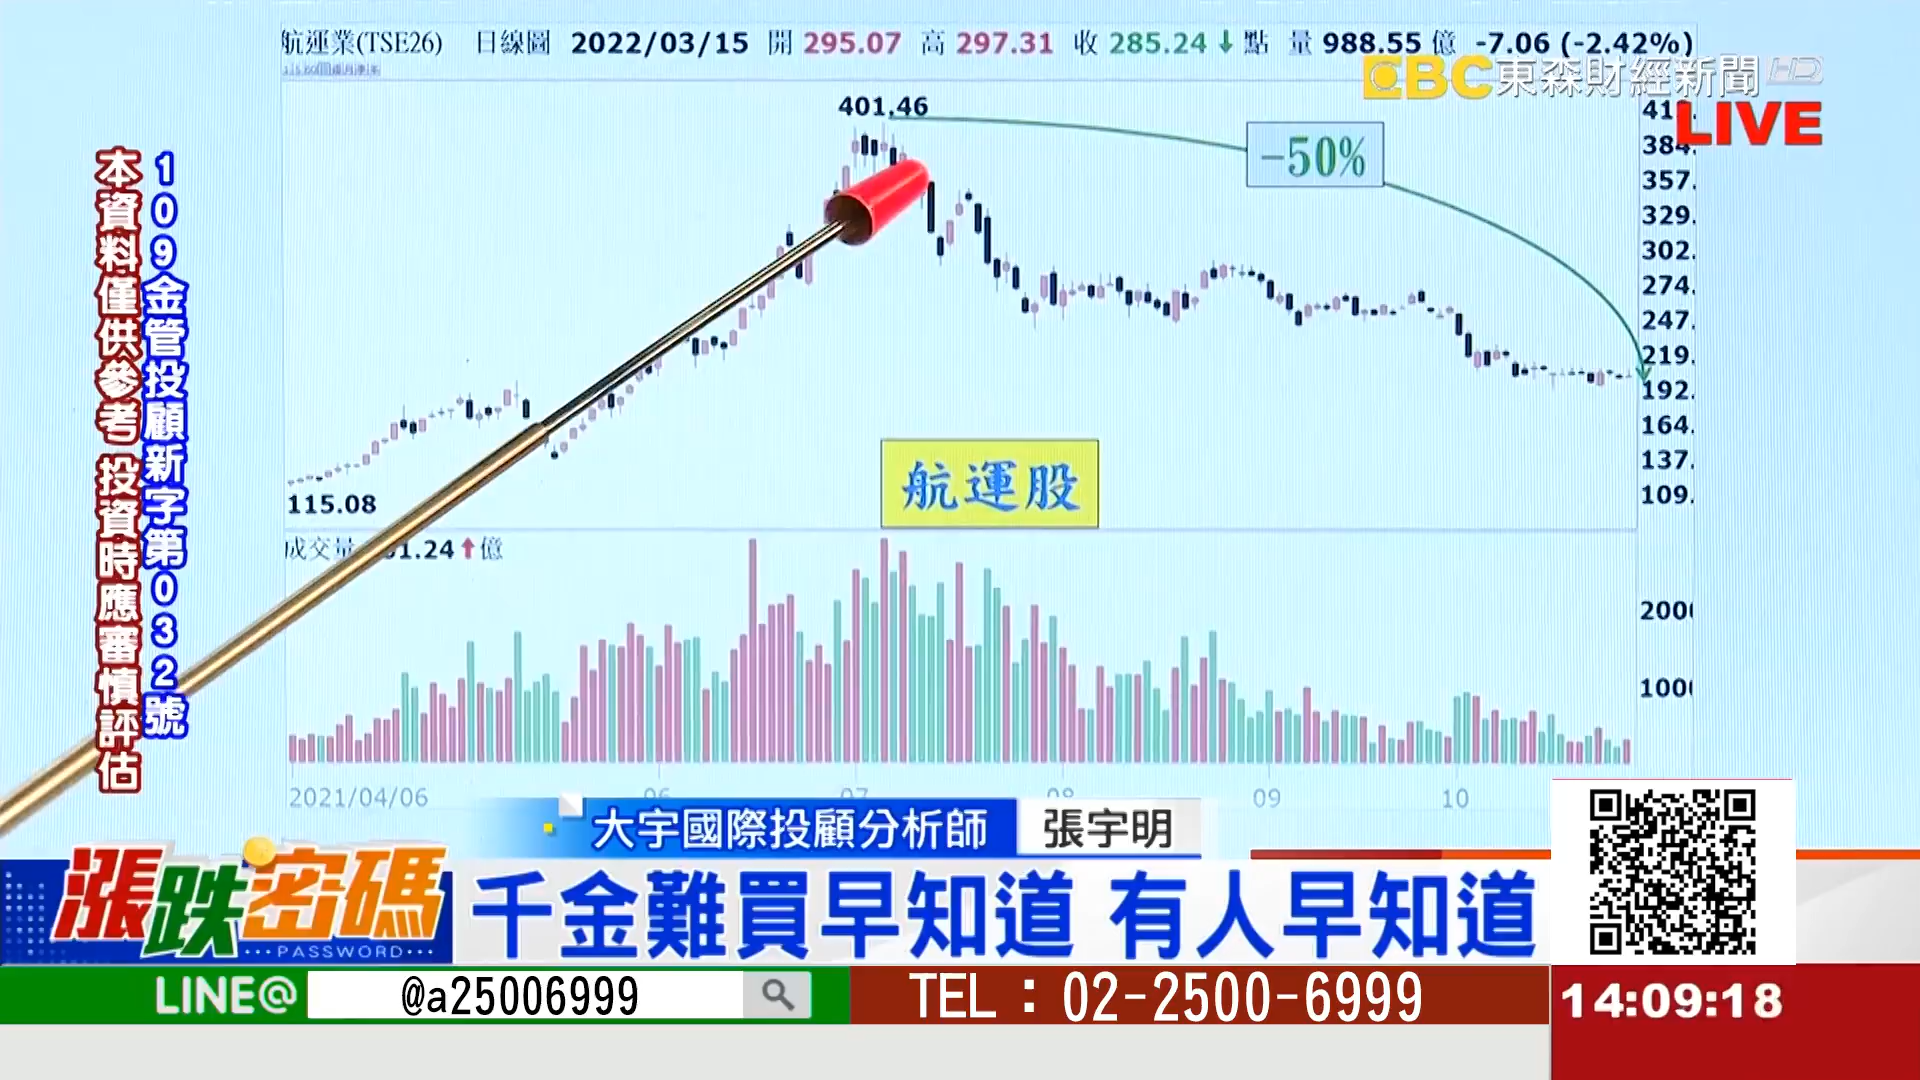 航運業(TSE26) 日線圖 2022/03/15 開 295.07 高 297.31 收 285.24↓點 量 988.55 億 -7.06 (-2.42%)
EBC東森財經新聞HD
LIVE
401.46
-50%
384.
357.
329.
302.
274.
247.
219.
192.
164.
137.
109.
115.08
航運股
成交量
1.24↑億
2021/04/06
09
10
109金管投顧新字第032號
本資料僅供參考 投資時應審慎評估
大宇國際投顧分析師 張宇明
漲跌密碼
PASSWORD
千金難買早知道 有人早知道
LINE@ @a25006999
TEL：02-2500-6999
14:09:18